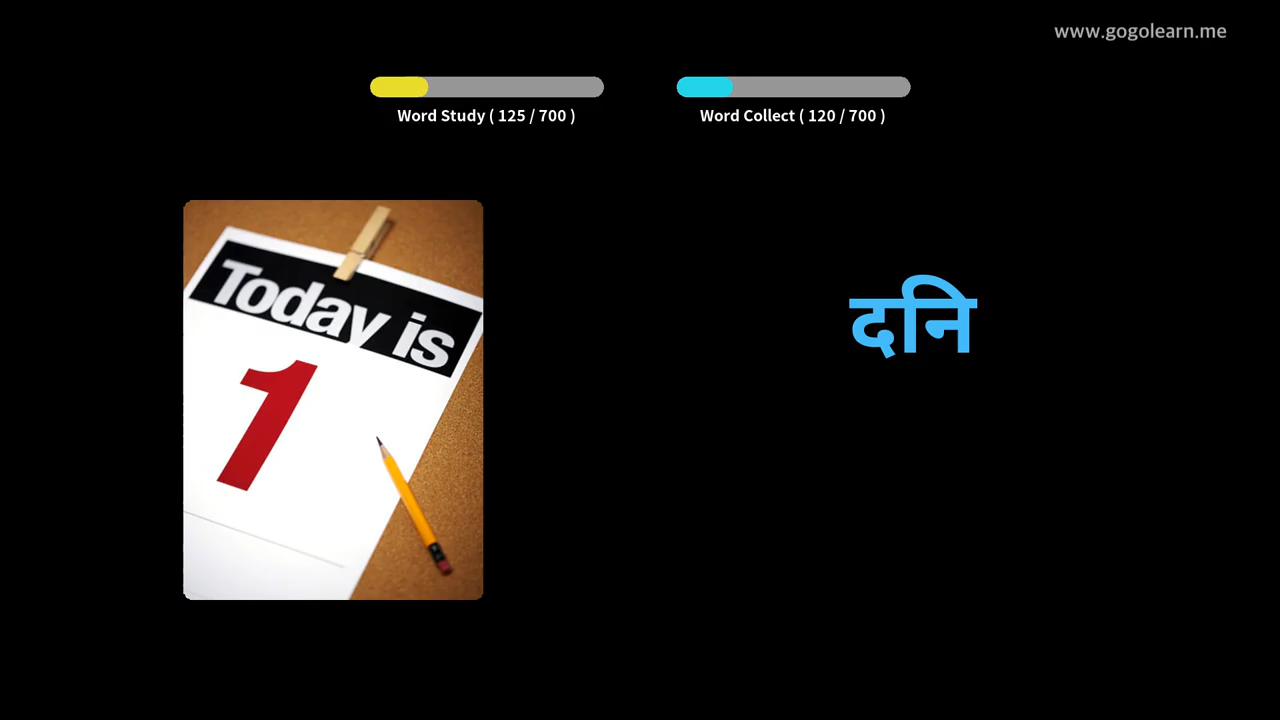 www.gogolearn.me
Word Study ( 125 / 700 )
Word Collect ( 120 / 700 )
Today is
1
दनि